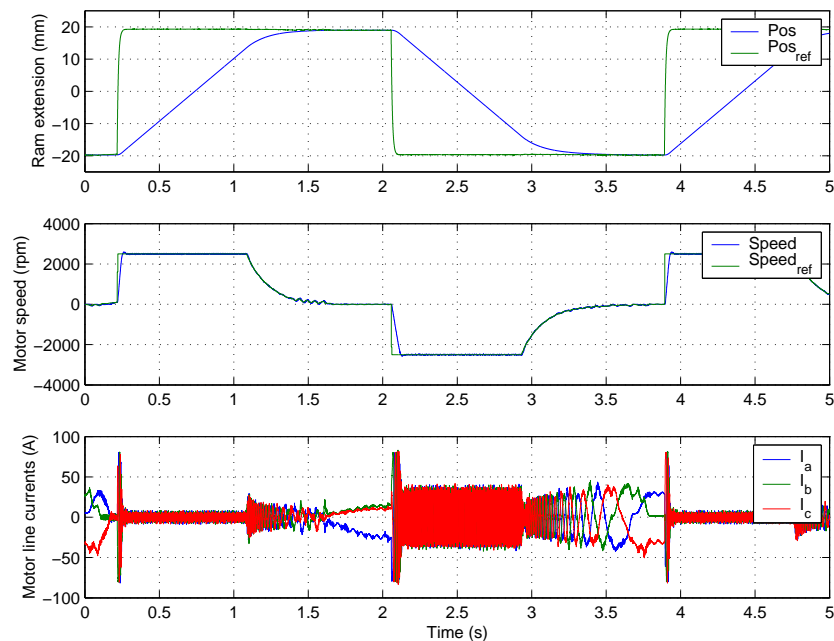 20
10
0
−10
−20
Ram extension (mm)
Pos
Pos_ref
0 0.5 1 1.5 2 2.5 3 3.5 4 4.5 5
4000
2000
0
−2000
−4000
Motor speed (rpm)
Speed
Speed_ref
0 0.5 1 1.5 2 2.5 3 3.5 4 4.5 5
100
50
0
−50
−100
Motor line currents (A)
I_a
I_b
I_c
0 0.5 1 1.5 2 2.5 3 3.5 4 4.5 5
Time (s)